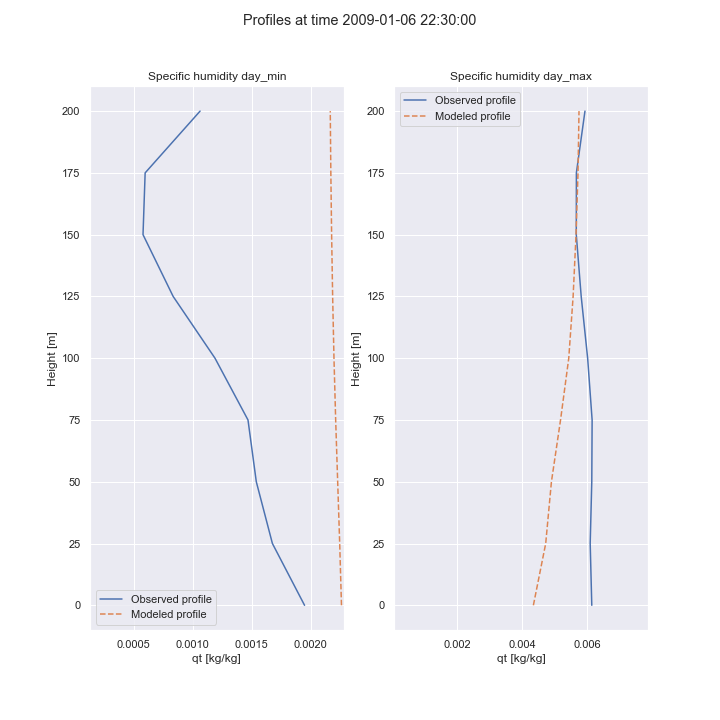 Profiles at time 2009-01-06 22:30:00
Specific humidity day_min
200
175
150
125
100
75
50
25
0
Height [m]
Observed profile
Modeled profile
0.0005 0.0010 0.0015 0.0020
qt [kg/kg]
Specific humidity day_max
Observed profile
Modeled profile
200
175
150
125
100
75
50
25
0
Height [m]
0.002 0.004 0.006
qt [kg/kg]